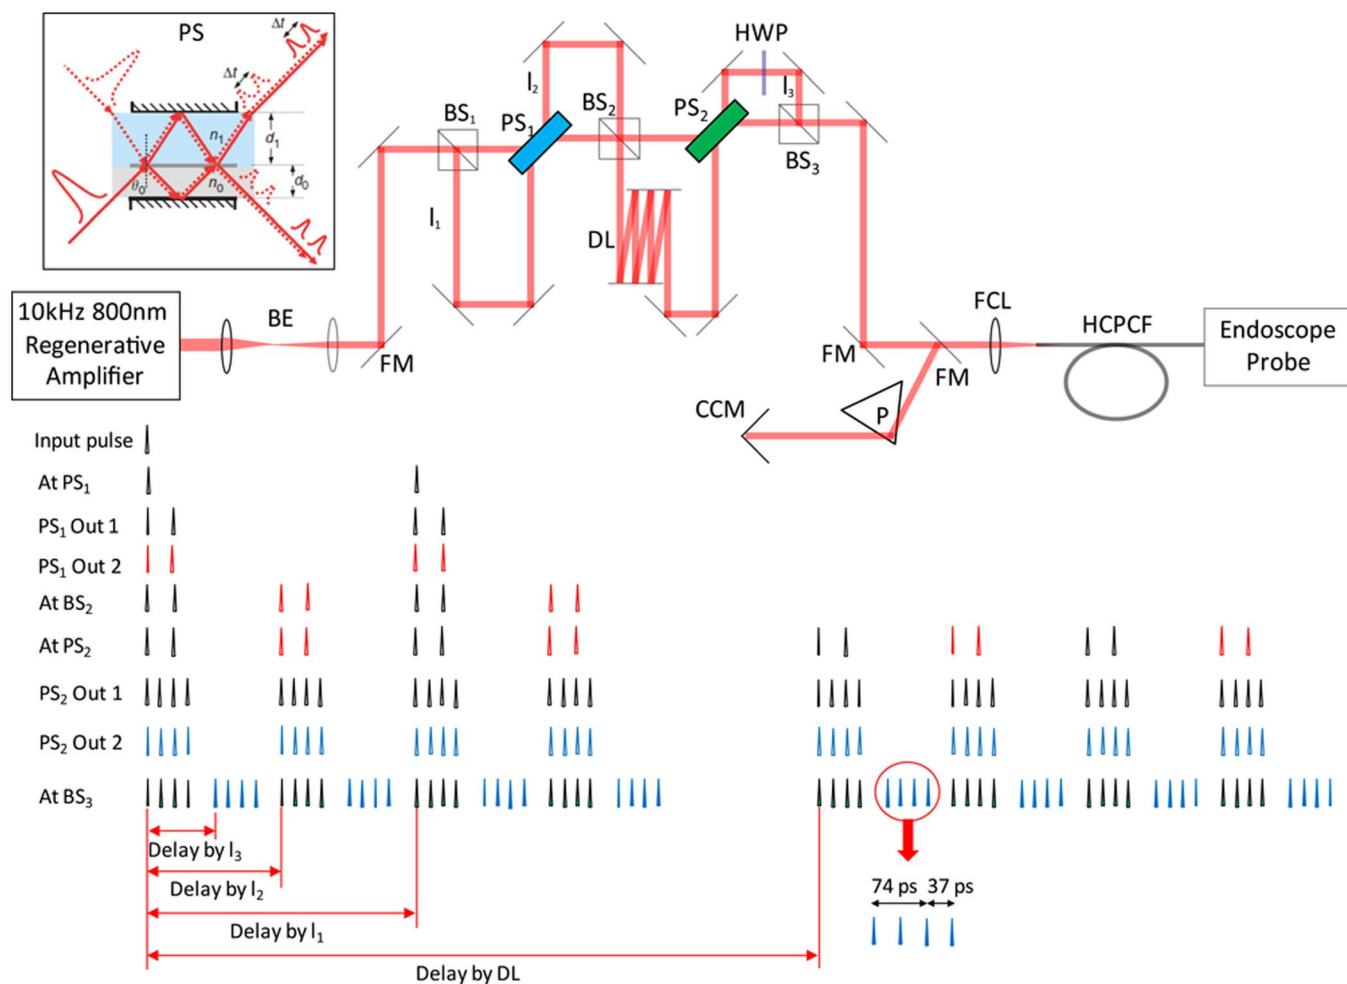 PS
Δt
Δt
n₁
d₁
θ₀
n₀
d₀
BS₁
l₁
PS₁
l₂
BS₂
DL
PS₂
HWP
l₃
BS₃
10kHz 800nm
Regenerative
Amplifier
BE
FM
FM
FM
CCM
P
FCL
HCPCF
Endoscope
Probe
Input pulse
At PS₁
PS₁ Out 1
PS₁ Out 2
At BS₂
At PS₂
PS₂ Out 1
PS₂ Out 2
At BS₃
Delay by l₃
Delay by l₂
Delay by l₁
Delay by DL
74 ps
37 ps